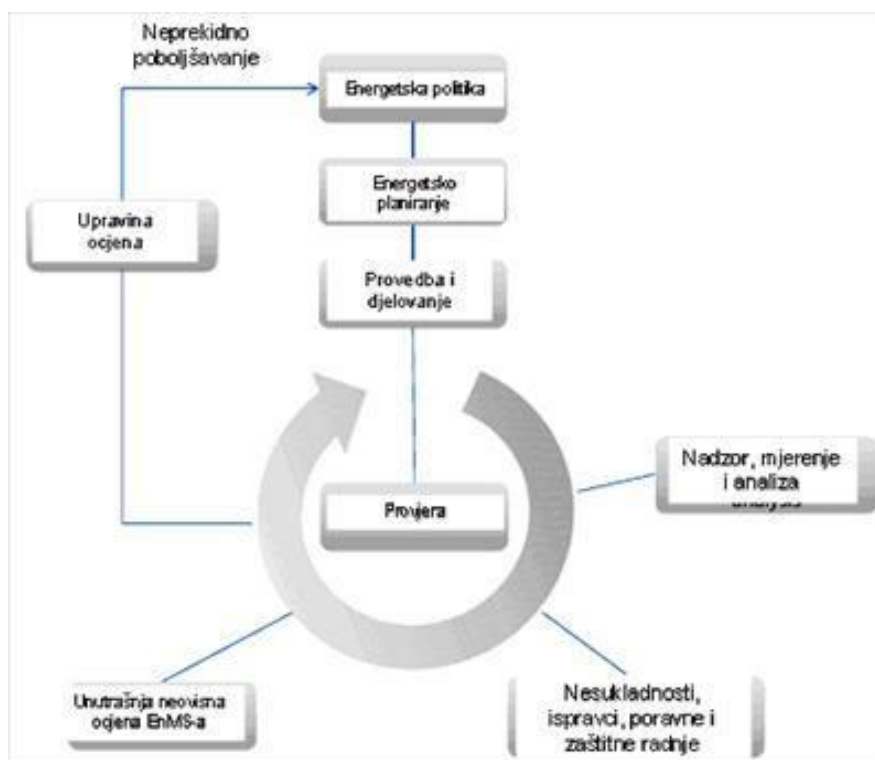 Neprekidno
poboljšavanje
Energetska politika
Energetsko
planiranje
Upravina
ocjena
Provedba i
djelovanje
Nadzor, mjerenje
i analiza
analysis
Provjera
Unutrašnja neovisna
ocjena EnMS-a
Nesukladnosti,
ispravci, poravne i
zaštitne radnje